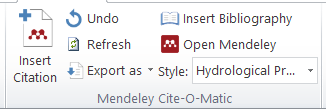 Undo
Insert Bibliography
Refresh
Open Mendeley
Insert
Citation
Export as
Style:
Hydrological Pr...
Mendeley Cite-O-Matic